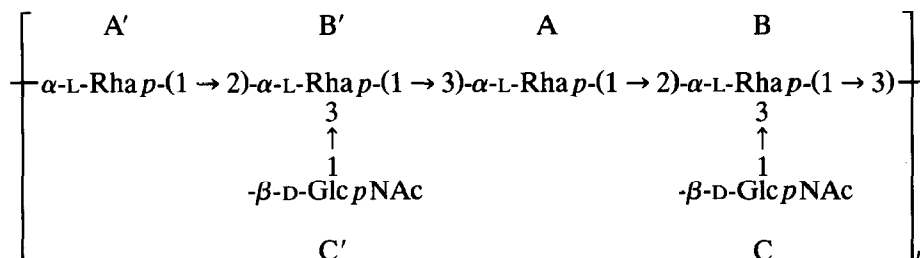 A′ B′ A B
α-L-Rhap-(1 → 2)-α-L-Rhap-(1 → 3)-α-L-Rhap-(1 → 2)-α-L-Rhap-(1 → 3)
3 3
↑ ↑
1 1
-β-D-GlcpNAc -β-D-GlcpNAc
C′ C